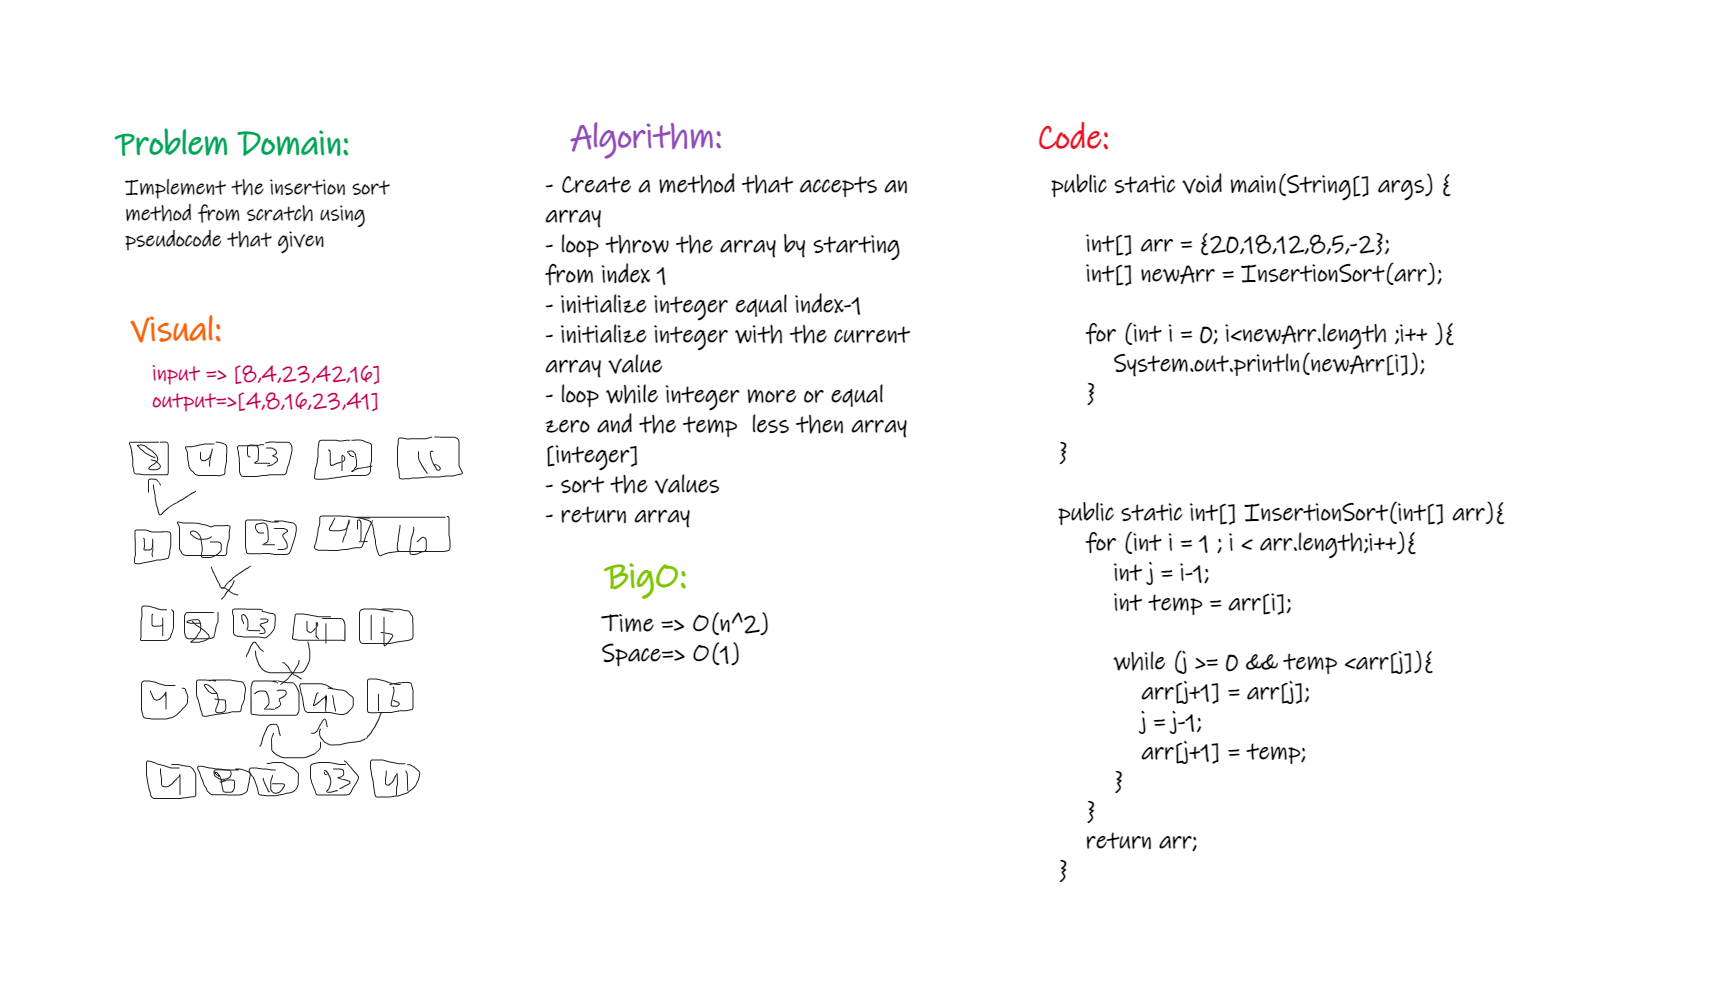 Problem Domain:
Implement the insertion sort
method from scratch using
pseudocode that given
Visual:
input => [8,4,23,42,16]
output=>[4,8,16,23,41]
8 4 23 42 16
4 8 23 41 16
4 8 23 41 16
4 8 23 41 16
4 8 16 23 41
Algorithm:
- Create a method that accepts an
array
- loop throw the array by starting
from index 1
- initialize integer equal index-1
- initialize integer with the current
array value
- loop while integer more or equal
zero and the temp less then array
[integer]
- sort the values
- return array
BigO:
Time => O(n^2)
Space=> O(1)
Code:
public static void main(String[] args) {
int[] arr = {20,18,12,8,5,-2};
int[] newArr = InsertionSort(arr);
for (int i = 0; i<newArr.length ;i++ ){
System.out.println(newArr[i]);
}
}
public static int[] InsertionSort(int[] arr){
for (int i = 1 ; i < arr.length;i++){
int j = i-1;
int temp = arr[i];
while (j >= 0 && temp <arr[j]){
arr[j+1] = arr[j];
j = j-1;
arr[j+1] = temp;
}
}
return arr;
}